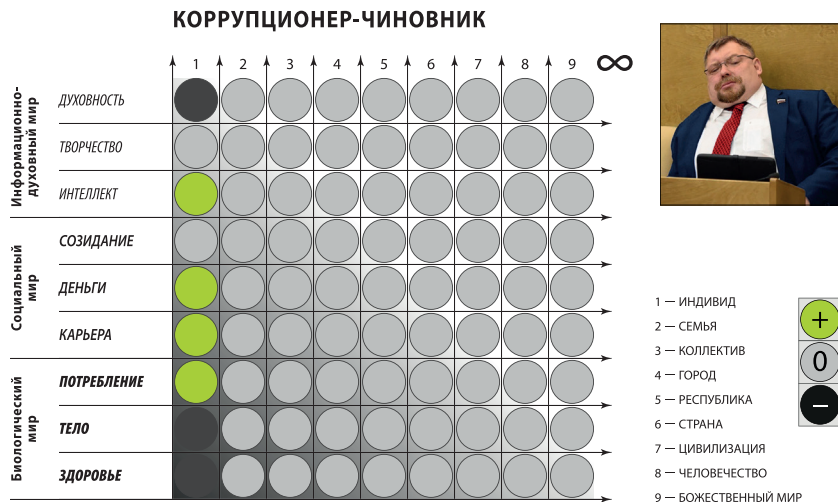 КОРРУПЦИОНЕР-ЧИНОВНИК
1 2 3 4 5 6 7 8 9 ∞
Информационно-
духовный мир
ДУХОВНОСТЬ
ТВОРЧЕСТВО
ИНТЕЛЛЕКТ
Социальный
мир
СОЗИДАНИЕ
ДЕНЬГИ
КАРЬЕРА
Биологический
мир
ПОТРЕБЛЕНИЕ
ТЕЛО
ЗДОРОВЬЕ
1 — ИНДИВИД
2 — СЕМЬЯ
3 — КОЛЛЕКТИВ
4 — ГОРОД
5 — РЕСПУБЛИКА
6 — СТРАНА
7 — ЦИВИЛИЗАЦИЯ
8 — ЧЕЛОВЕЧЕСТВО
9 — БОЖЕСТВЕННЫЙ МИР
+
0
–